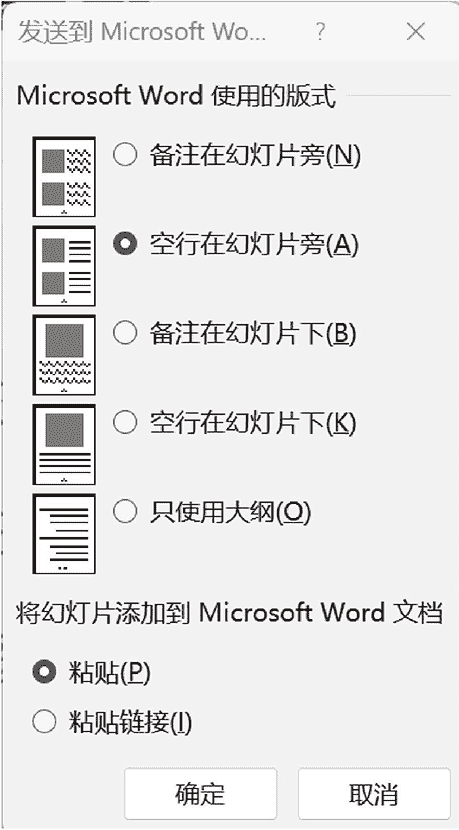 发送到 Microsoft Wo... ?
Microsoft Word 使用的版式
备注在幻灯片旁(N)
空行在幻灯片旁(A)
备注在幻灯片下(B)
空行在幻灯片下(K)
只使用大纲(O)
将幻灯片添加到 Microsoft Word 文档
粘贴(P)
粘贴链接(I)
确定 取消